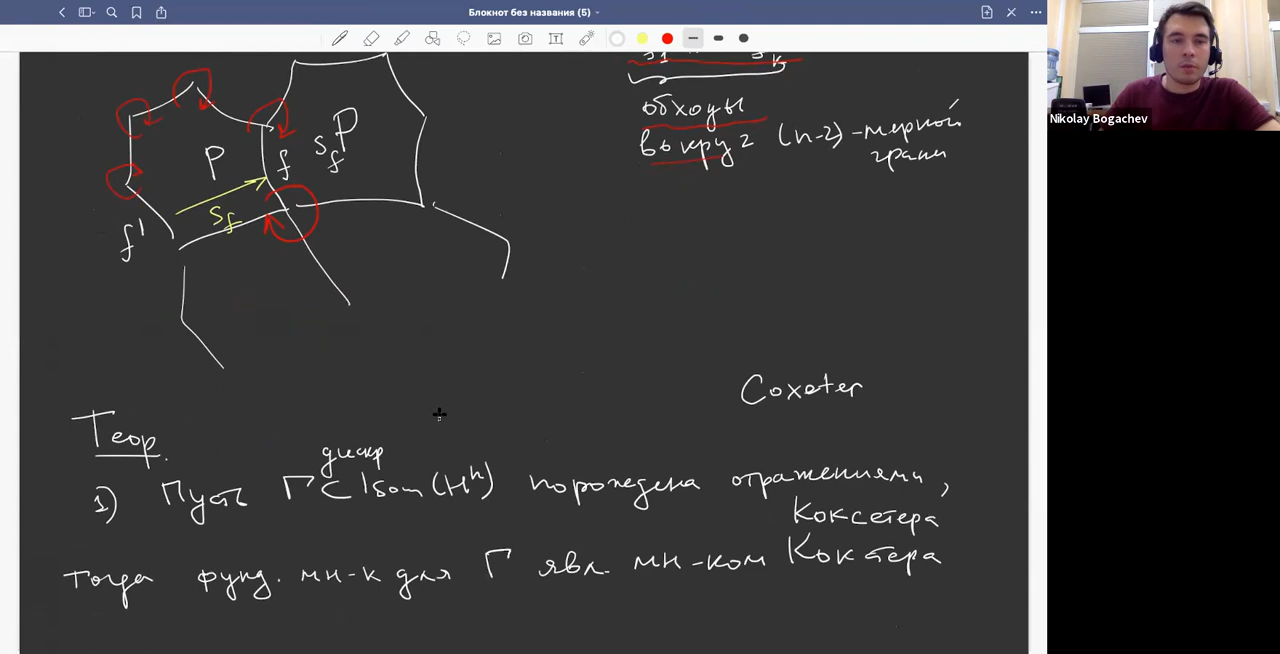 Блокнот без названия (5)
Nikolay Bogachev
обходы
вокруг (n-2)-мерной
грани
P
f
s_f P
s_f
f'
Coxeter
Теор.
дискр
1) Пусть Γ ⊂ Isom(H^n) порождена отражениями,
Коксетера
тогда фунд. мн-к для Γ явл. мн-ком Коктера